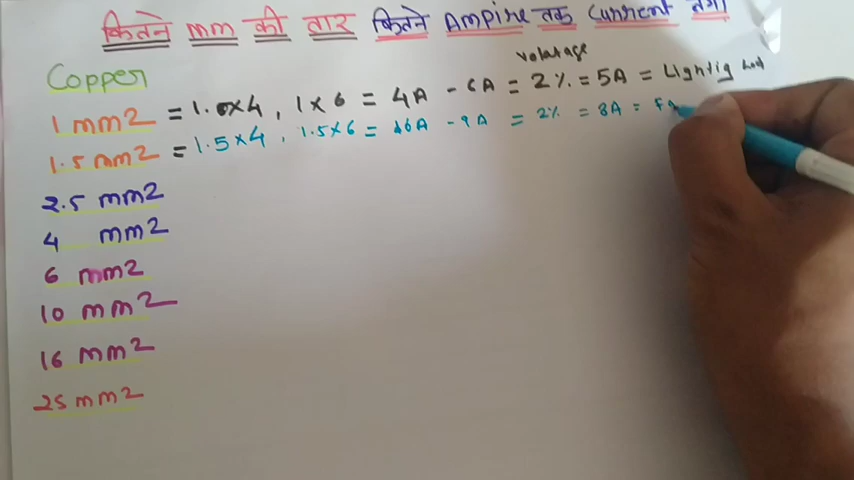 कितने mm की तार कितने Ampire तक Current
volatage
Copper
1 mm2 = 1.0x4, 1x6 = 4A - 6A = 2% = 5A = Lightig
1.5 mm2 = 1.5x4, 1.5x6 = 6A - 9A = 2% = 8A =
2.5 mm2
4 mm2
6 mm2
10 mm2
16 mm2
25 mm2